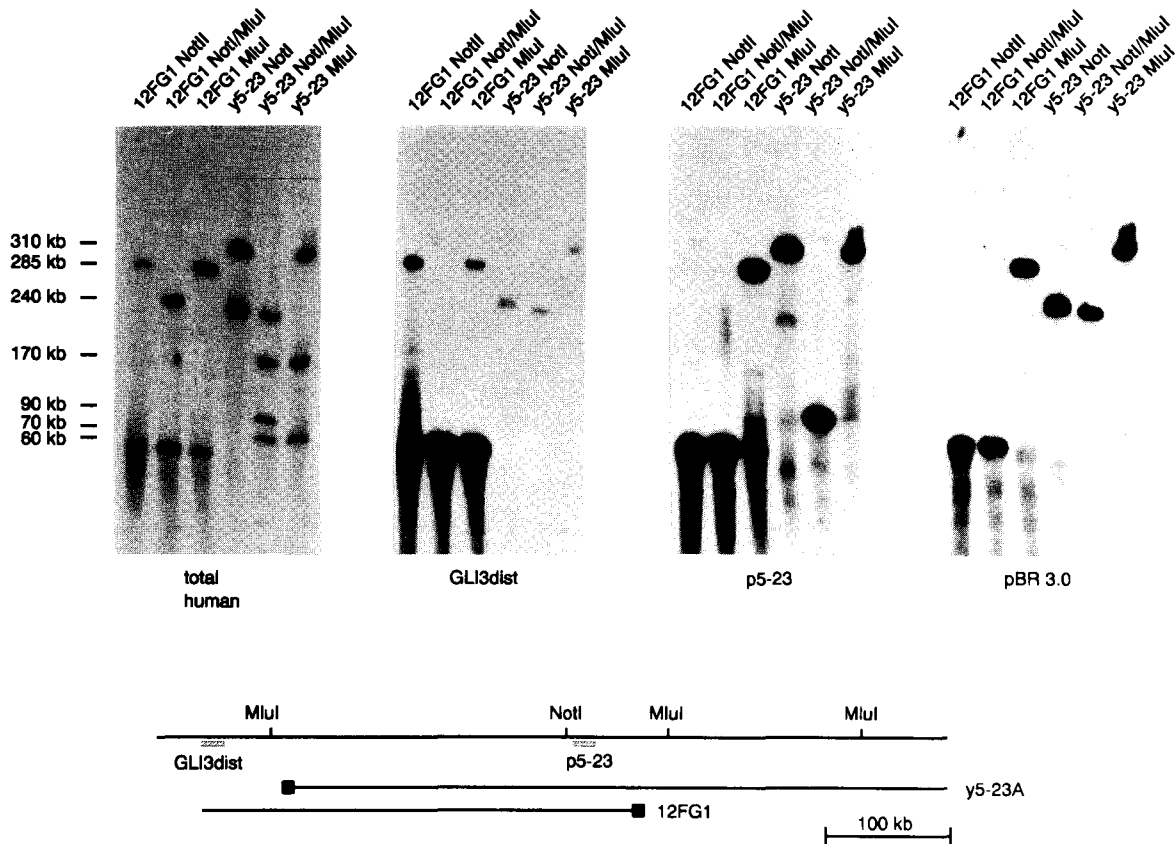 12FG1 NotII
12FG1 NotI/MluI
12FG1 MluI
y5-23 NotI
y5-23 NotI/MluI
y5-23 MluI
12FG1 NotII
12FG1 NotI/MluI
12FG1 MluI
y5-23 NotI
y5-23 NotI/MluI
y5-23 MluI
12FG1 NotII
12FG1 NotI/MluI
12FG1 MluI
y5-23 NotI
y5-23 NotI/MluI
y5-23 MluI
12FG1 NotII
12FG1 NotI/MluI
12FG1 MluI
y5-23 NotI
y5-23 NotI/MluI
y5-23 MluI
310 kb
285 kb
240 kb
170 kb
90 kb
70 kb
60 kb
total
human
GLI3dist
p5-23
pBR 3.0
MluI NotI MluI MluI
GLI3dist p5-23
y5-23A
12FG1
100 kb